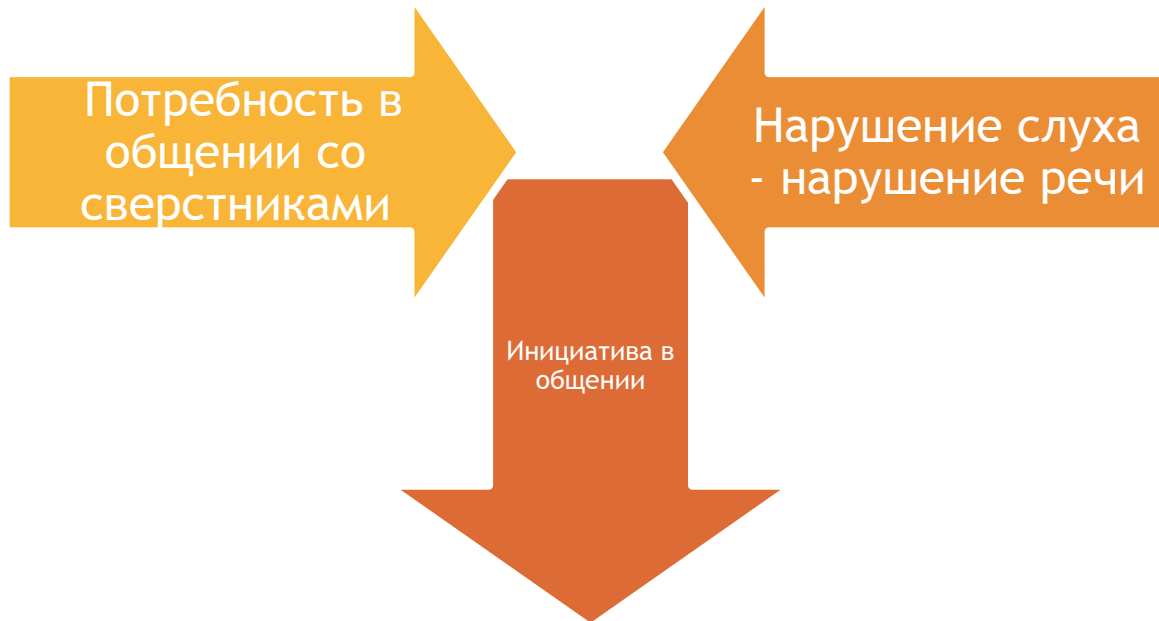 Потребность в
общении со
сверстниками
Нарушение слуха
- нарушение речи
Инициатива в
общении